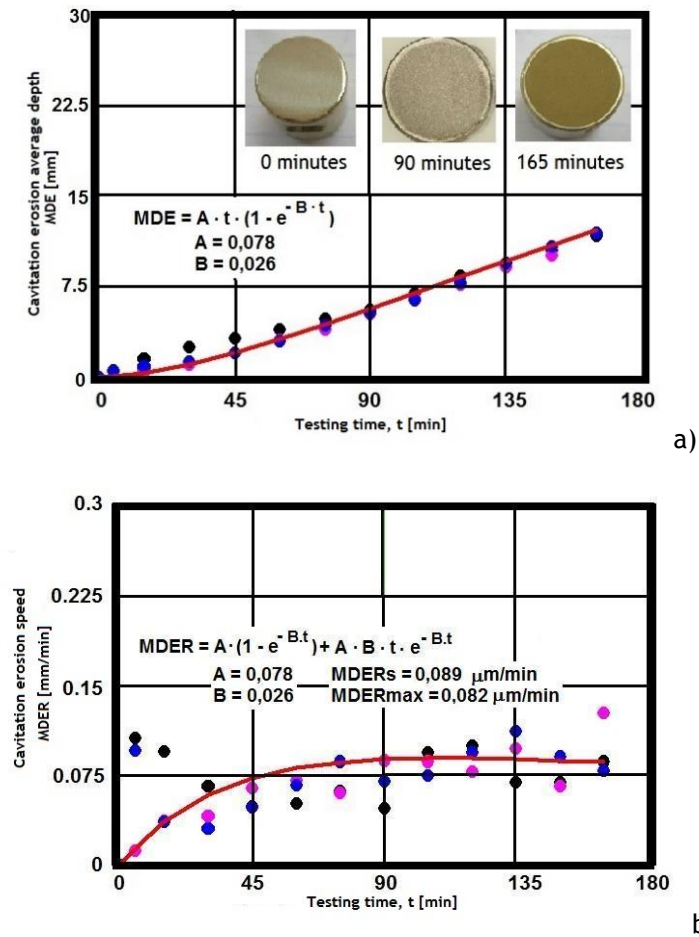 30
22.5
15
7.5
0
Cavitation erosion average depth
MDE [mm]
0 minutes
90 minutes
165 minutes
MDE = A · t · (1 - e^- B · t)
A = 0,078
B = 0,026
0
45
90
135
180
Testing time, t [min]
a)
0.3
0.225
0.15
0.075
0
Cavitation erosion speed
MDER [mm/min]
MDER = A·(1 - e^- B.t)+ A · B · t · e^- B.t
A = 0,078 MDERs = 0,089 μm/min
B = 0,026 MDERmax = 0,082 μm/min
0
45
90
135
180
Testing time, t [min]